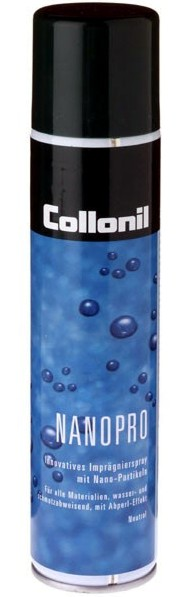 Collonil
NANOPRO
Innovatives Imprägnierspray
mit Nano-Partikeln
Für alle Materialien, wasser- und
schmutzabweisend, mit Abperl-Effekt
Neutral